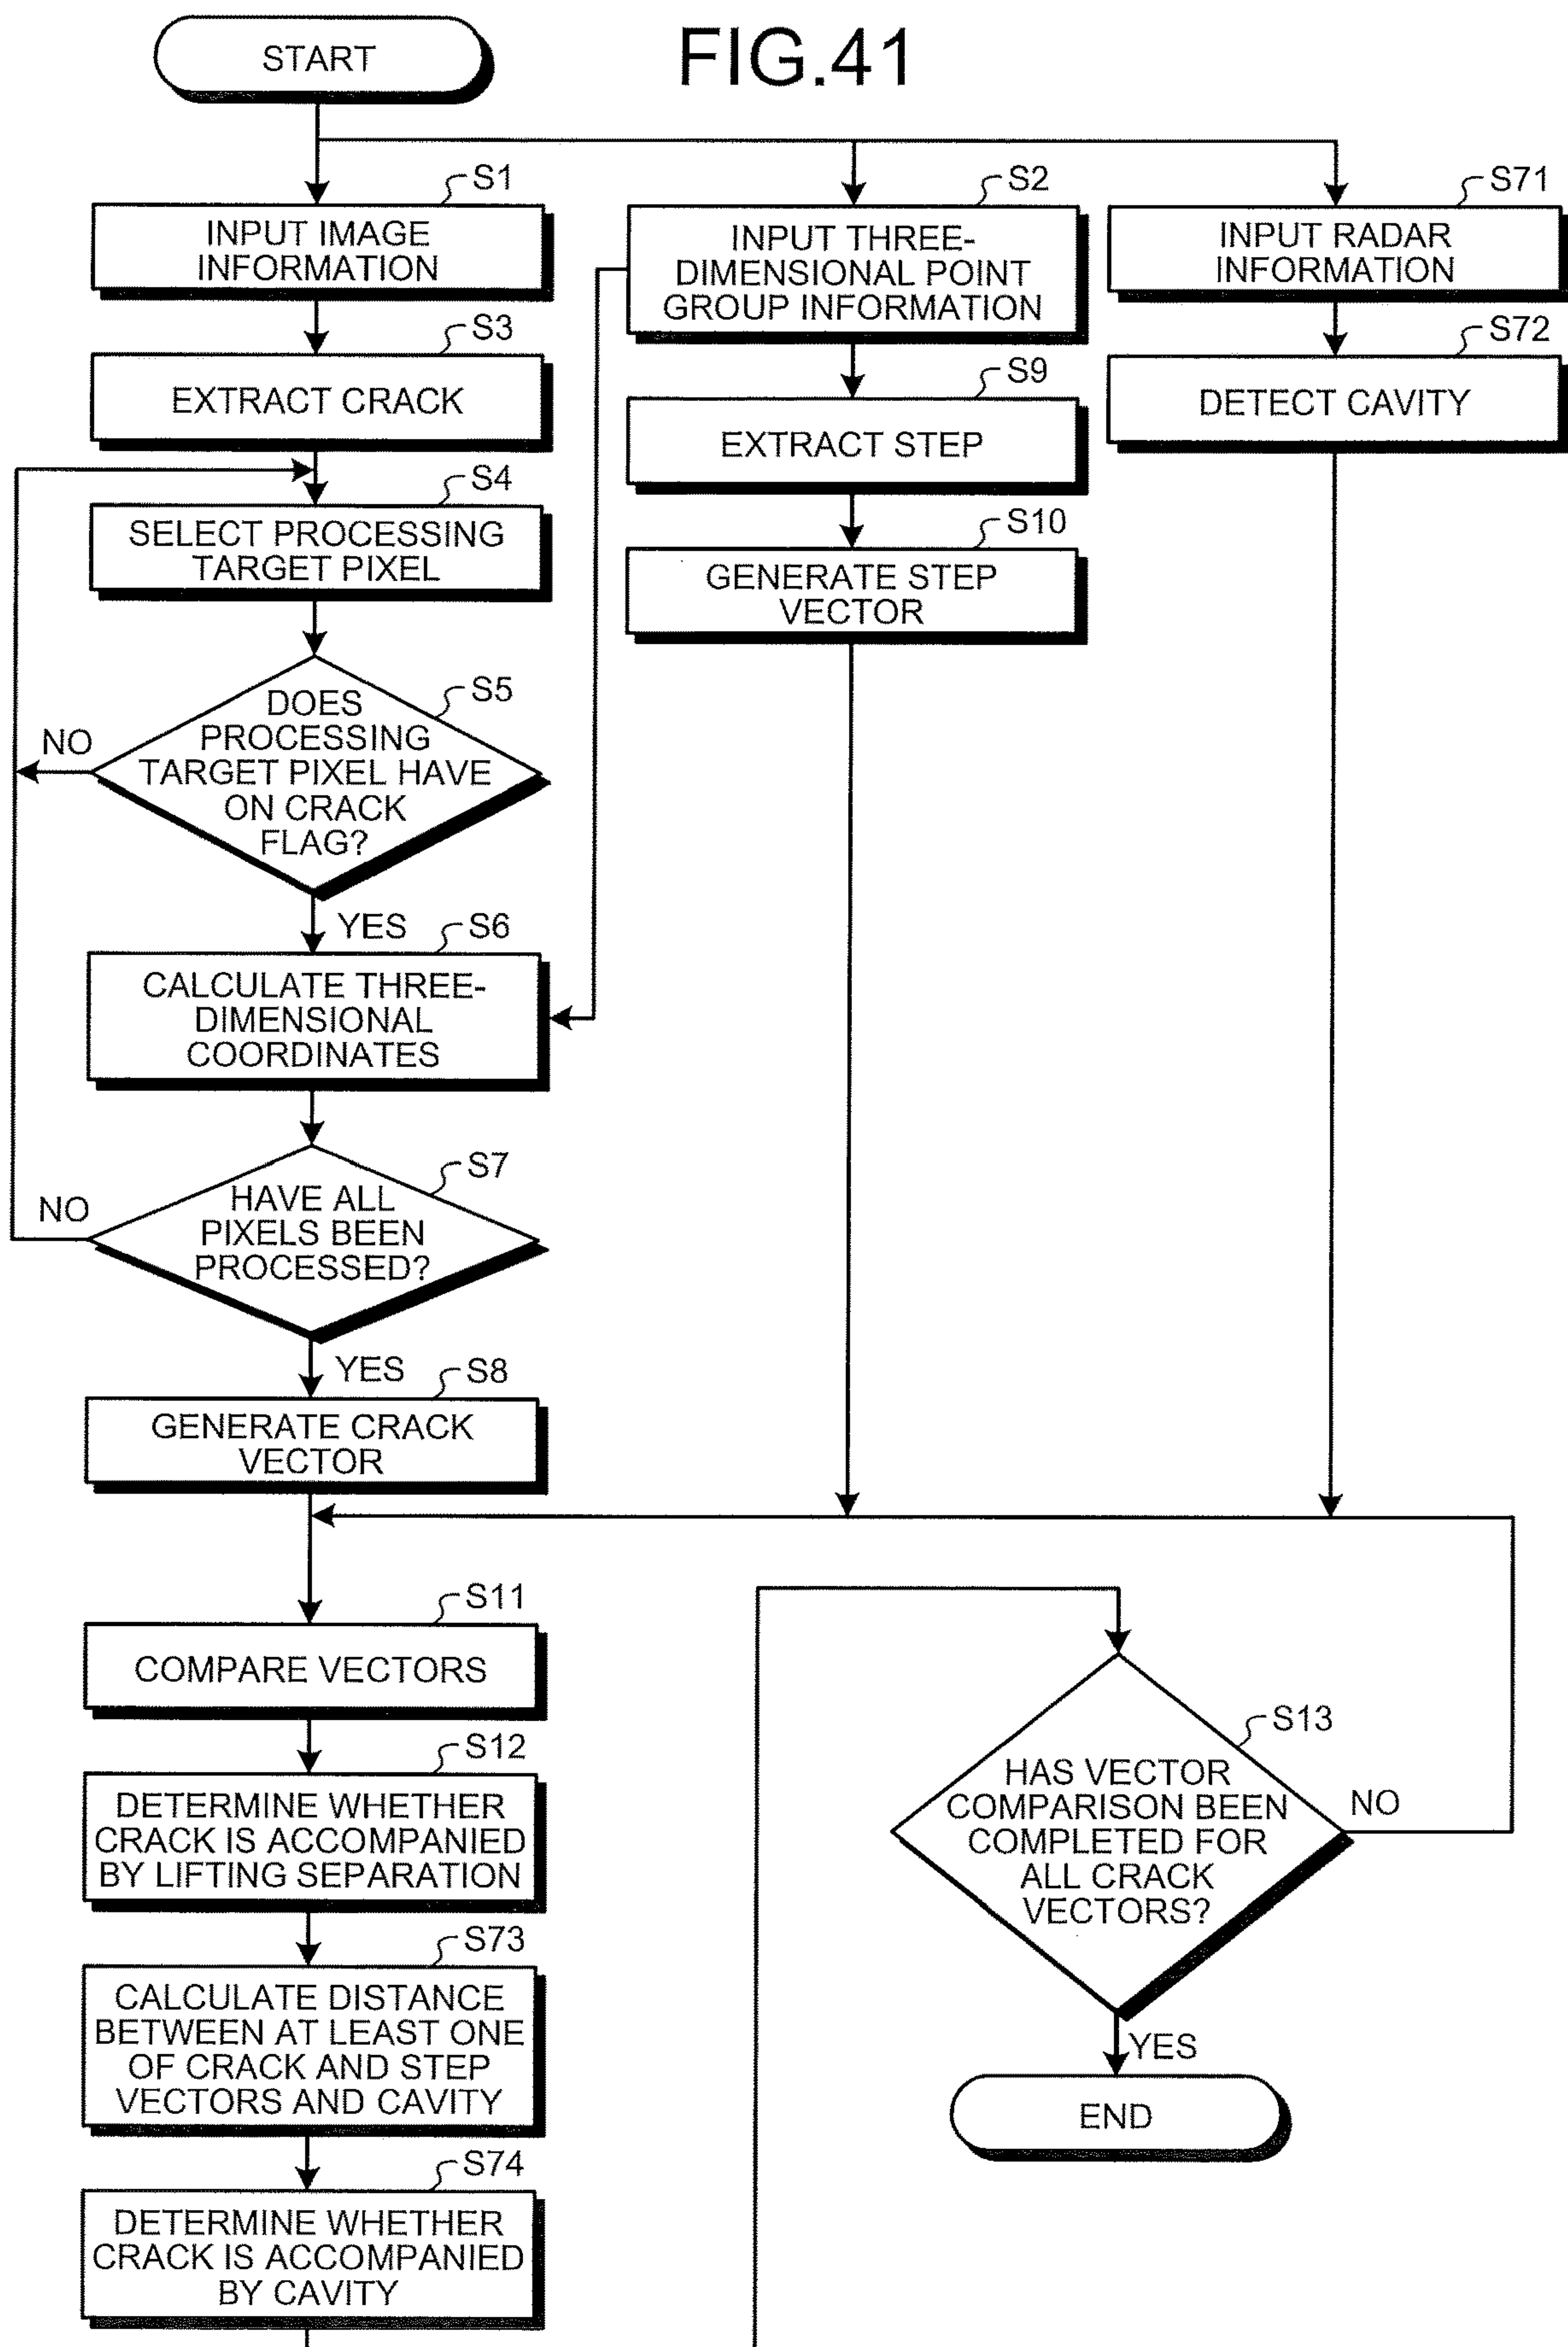 FIG.41
START
S1
INPUT IMAGE
INFORMATION
S3
EXTRACT CRACK
S4
SELECT PROCESSING
TARGET PIXEL
S5
DOES
PROCESSING
TARGET PIXEL HAVE
ON CRACK
FLAG?
NO
YES
S6
CALCULATE THREE-
DIMENSIONAL
COORDINATES
S7
HAVE ALL
PIXELS BEEN
PROCESSED?
NO
YES
S8
GENERATE CRACK
VECTOR
S2
INPUT THREE-
DIMENSIONAL POINT
GROUP INFORMATION
S9
EXTRACT STEP
S10
GENERATE STEP
VECTOR
S71
INPUT RADAR
INFORMATION
S72
DETECT CAVITY
S11
COMPARE VECTORS
S12
DETERMINE WHETHER
CRACK IS ACCOMPANIED
BY LIFTING SEPARATION
S73
CALCULATE DISTANCE
BETWEEN AT LEAST ONE
OF CRACK AND STEP
VECTORS AND CAVITY
S74
DETERMINE WHETHER
CRACK IS ACCOMPANIED
BY CAVITY
S13
HAS VECTOR
COMPARISON BEEN
COMPLETED FOR
ALL CRACK
VECTORS?
NO
YES
END